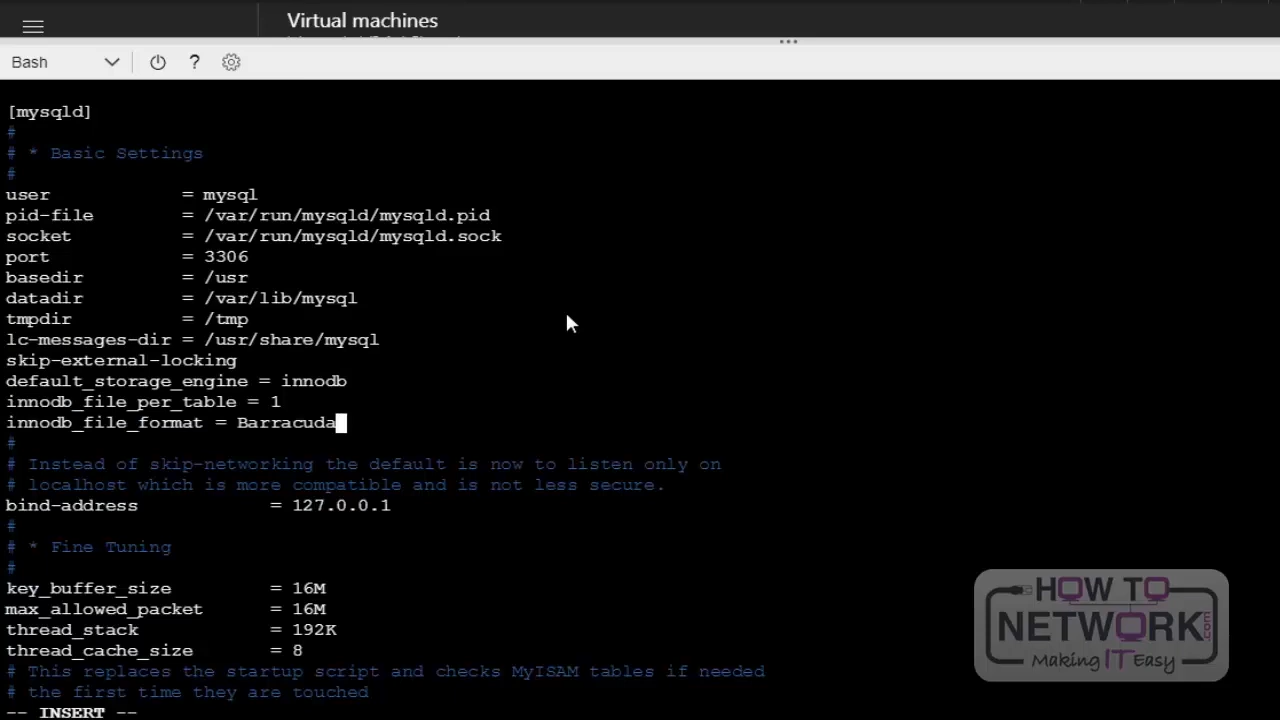 Virtual machines
Bash
?
[mysqld]
#
# * Basic Settings
#
user            = mysql
pid-file        = /var/run/mysqld/mysqld.pid
socket          = /var/run/mysqld/mysqld.sock
port            = 3306
basedir         = /usr
datadir         = /var/lib/mysql
tmpdir          = /tmp
lc-messages-dir = /usr/share/mysql
skip-external-locking
default_storage_engine = innodb
innodb_file_per_table = 1
innodb_file_format = Barracuda
#
# Instead of skip-networking the default is now to listen only on
# localhost which is more compatible and is not less secure.
bind-address            = 127.0.0.1
#
# * Fine Tuning
#
key_buffer_size         = 16M
max_allowed_packet      = 16M
thread_stack            = 192K
thread_cache_size       = 8
# This replaces the startup script and checks MyISAM tables if needed
# the first time they are touched
-- INSERT --
HOW TO
NETWORK.com
Making IT Easy